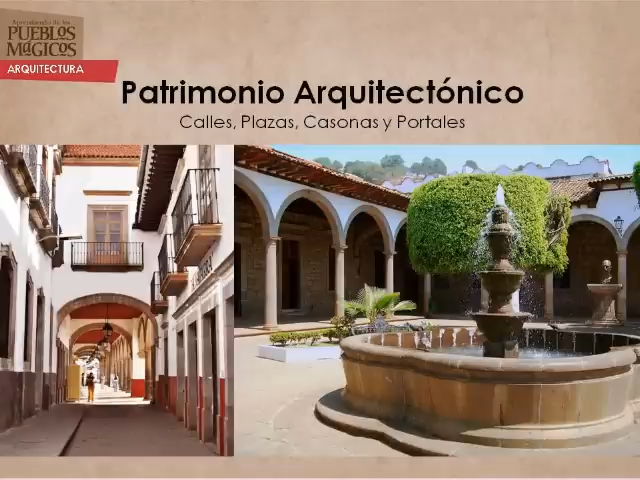 Aprendiendo de los
PUEBLOS
MáGICOS
ARQUITECTURA
Patrimonio Arquitectónico
Calles, Plazas, Casonas y Portales